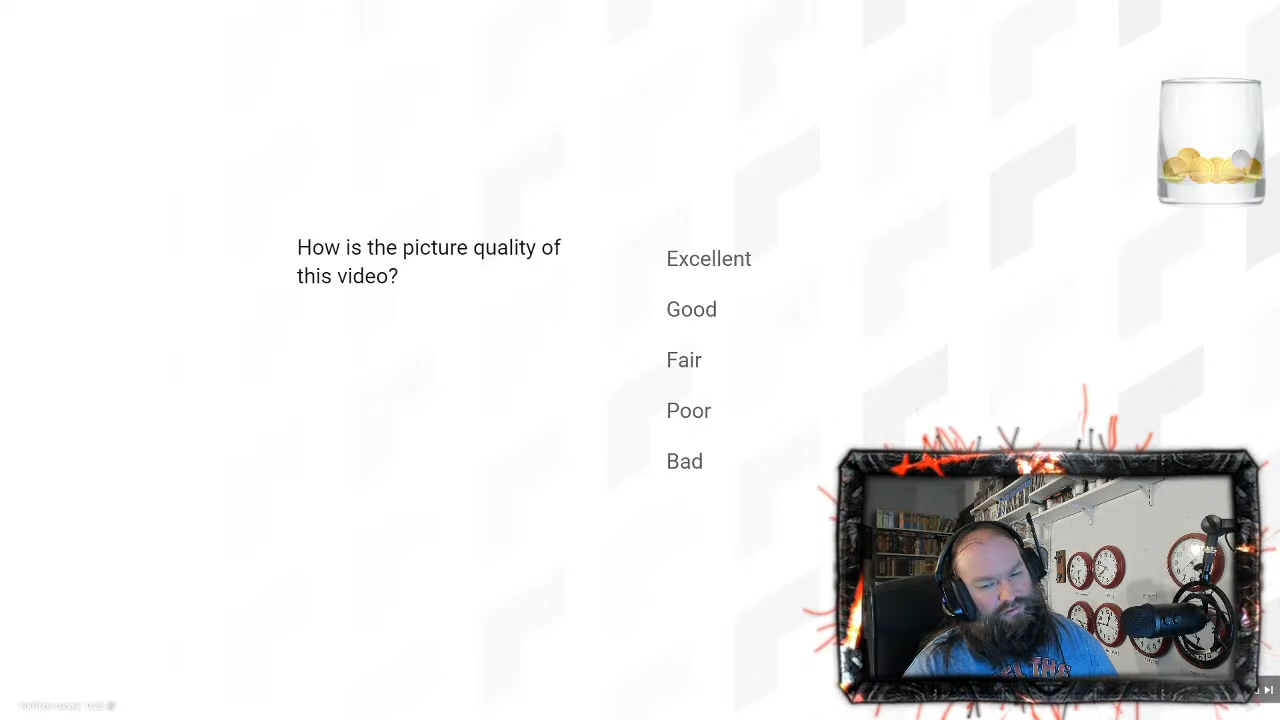 How is the picture quality of
this video?
Excellent
Good
Fair
Poor
Bad